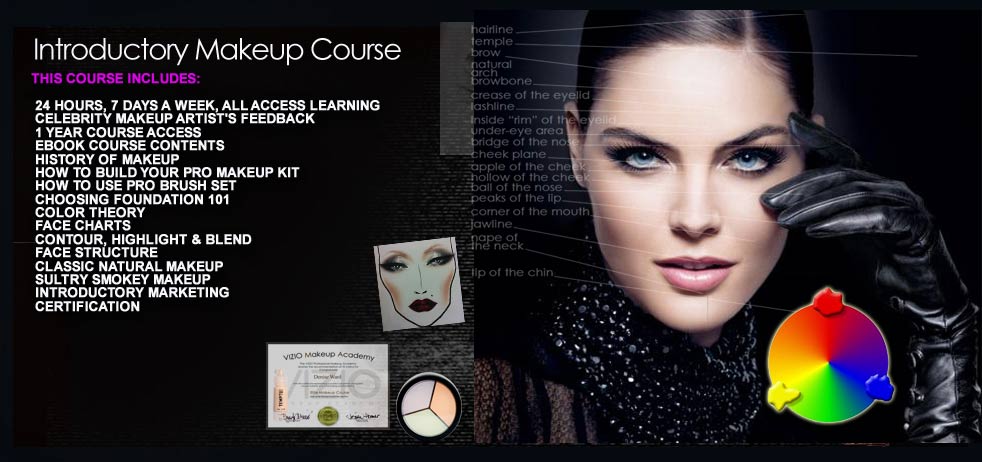 Introductory Makeup Course
THIS COURSE INCLUDES:
24 HOURS, 7 DAYS A WEEK, ALL ACCESS LEARNING
CELEBRITY MAKEUP ARTIST'S FEEDBACK
1 YEAR COURSE ACCESS
EBOOK COURSE CONTENTS
HISTORY OF MAKEUP
HOW TO BUILD YOUR PRO MAKEUP KIT
HOW TO USE PRO BRUSH SET
CHOOSING FOUNDATION 101
COLOR THEORY
FACE CHARTS
CONTOUR, HIGHLIGHT & BLEND
FACE STRUCTURE
CLASSIC NATURAL MAKEUP
SULTRY SMOKEY MAKEUP
INTRODUCTORY MARKETING
CERTIFICATION
hairline
temple
brow
natural
arch
browbone
crease of the eyelid
lashline
inside "rim" of the eyelid
under-eye area
bridge of the nose
cheek plane
apple of the cheek
hollow of the cheek
ball of the nose
peaks of the lip
corner of the mouth
jawline
nape of
the neck
tip of the chin
VIZIO Makeup Academy
VIZIO